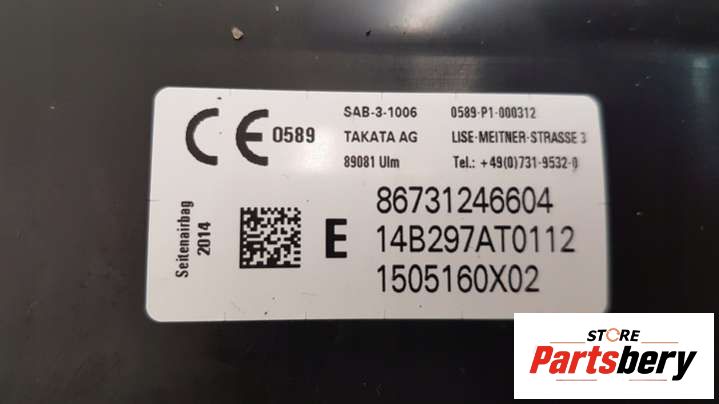 CE 0589
SAB-3-1006 0589-P1-000312
TAKATA AG LISE-MEITNER-STRASSE 3
89081 Ulm Tel.: +49(0)731-9532-0
Seitenairbag
2014
E
86731246604
14B297AT0112
1505160X02
STORE
Partsbery